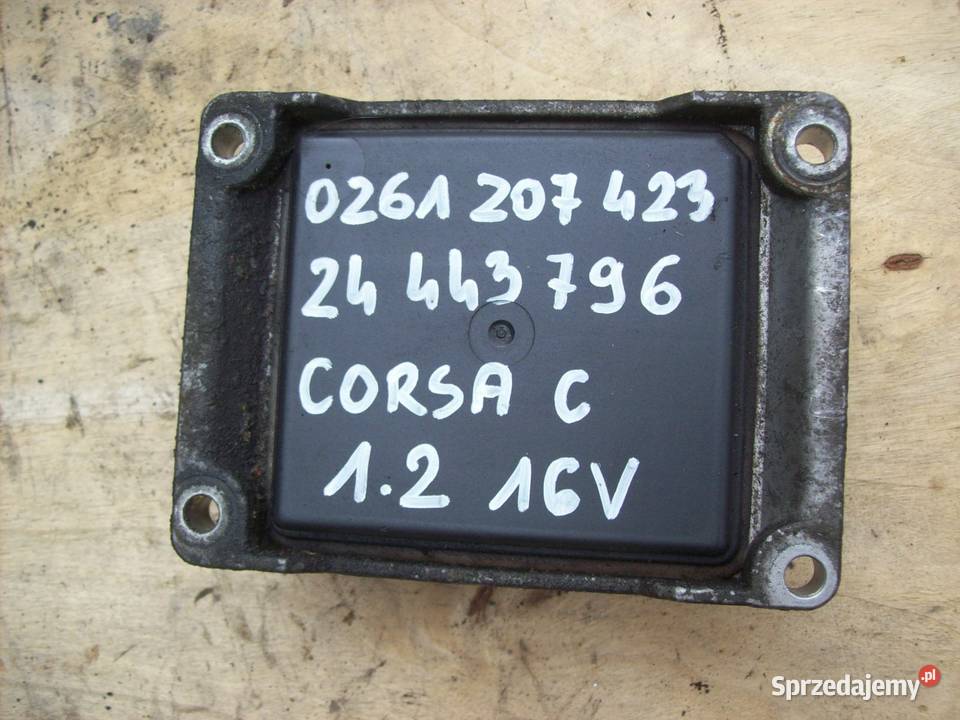 0261 207 423
24 443 796
CORSA C
1.2 16V
Sprzedajemy.pl